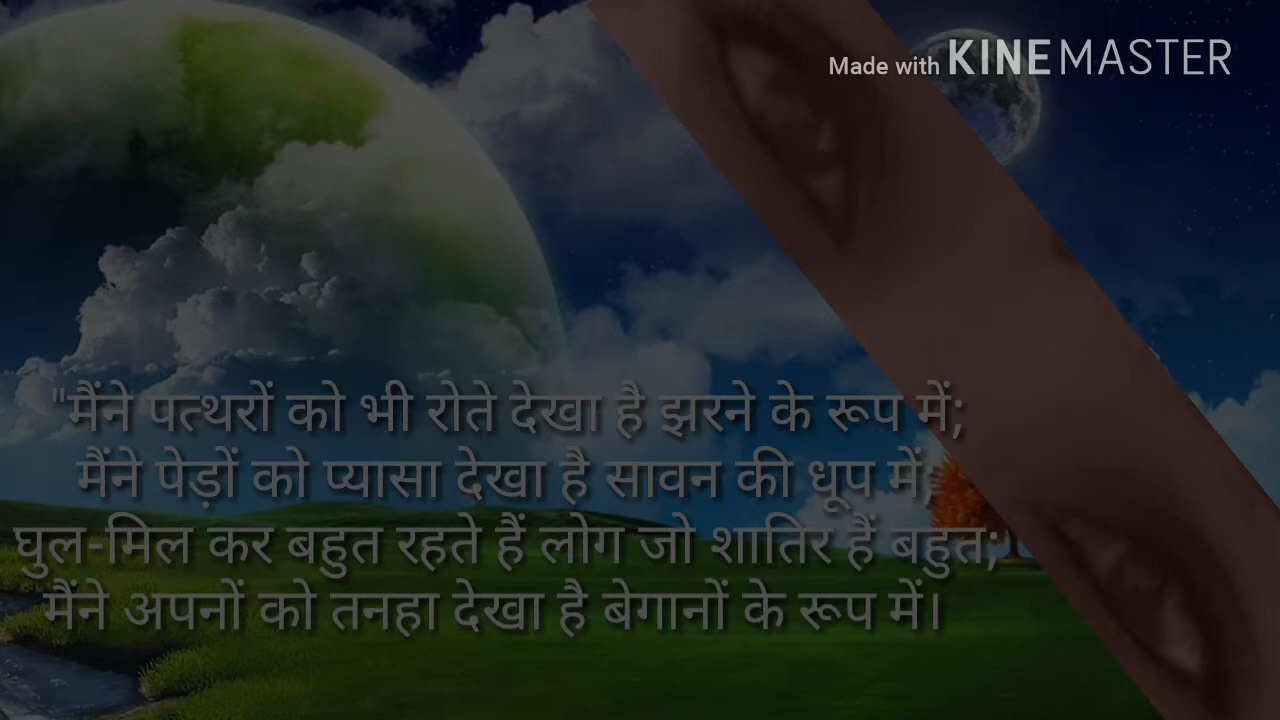 Made with KINEMASTER
"मैंने पत्थरों को भी रोते देखा है झरने के रूप में;
मैंने पेड़ों को प्यासा देखा है सावन की धूप में;
घुल-मिल कर बहुत रहते हैं लोग जो शातिर हैं बहुत;
मैंने अपनों को तनहा देखा है बेगानों के रूप में।